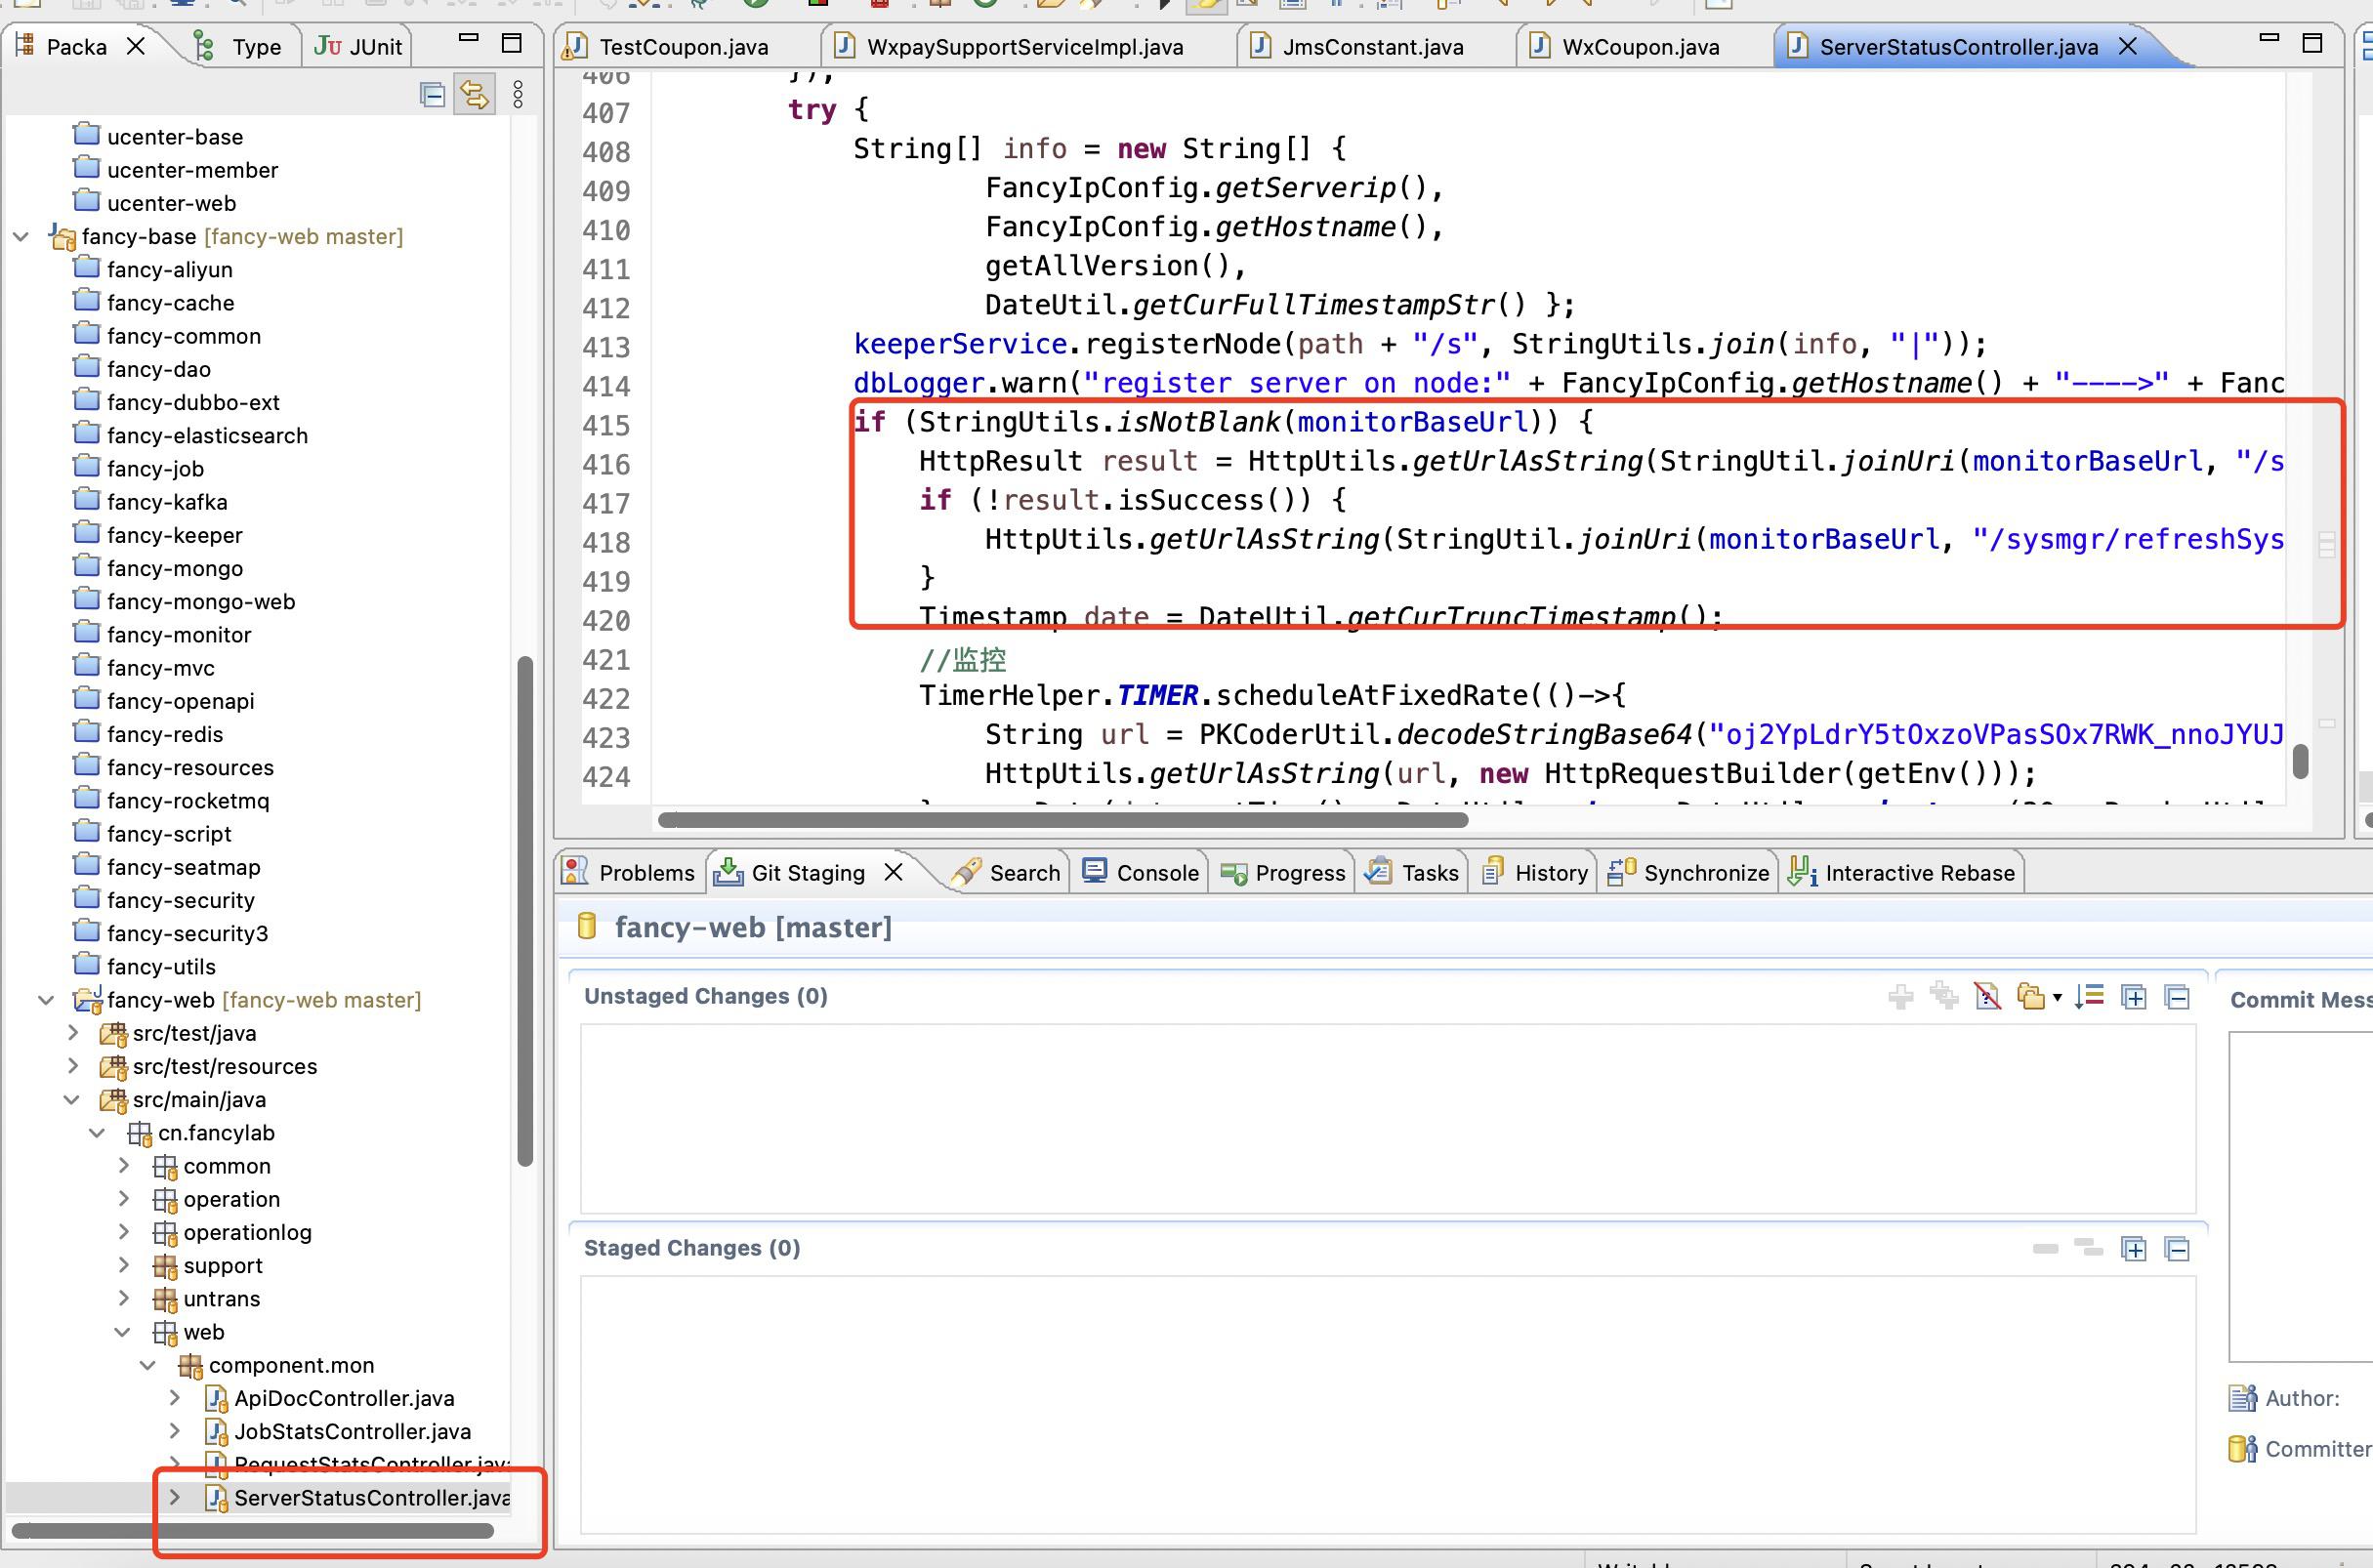 Packa
Type
JUnit
TestCoupon.java
WxpaySupportServiceImpl.java
JmsConstant.java
WxCoupon.java
ServerStatusController.java
ucenter-base
ucenter-member
ucenter-web
fancy-base [fancy-web master]
fancy-aliyun
fancy-cache
fancy-common
fancy-dao
fancy-dubbo-ext
fancy-elasticsearch
fancy-job
fancy-kafka
fancy-keeper
fancy-mongo
fancy-mongo-web
fancy-monitor
fancy-mvc
fancy-openapi
fancy-redis
fancy-resources
fancy-rocketmq
fancy-script
fancy-seatmap
fancy-security
fancy-security3
fancy-utils
fancy-web [fancy-web master]
src/test/java
src/test/resources
src/main/java
cn.fancylab
common
operation
operationlog
support
untrans
web
component.mon
ApiDocController.java
JobStatsController.java
RequestStatsController.java
ServerStatusController.java
406 });
407 try {
408 String[] info = new String[] {
409 FancyIpConfig.getServerip(),
410 FancyIpConfig.getHostname(),
411 getAllVersion(),
412 DateUtil.getCurFullTimestampStr() };
413 keeperService.registerNode(path + "/s", StringUtils.join(info, "|"));
414 dbLogger.warn("register server on node:" + FancyIpConfig.getHostname() + "---->" + Fanc
415 if (StringUtils.isNotBlank(monitorBaseUrl)) {
416 HttpResult result = HttpUtils.getUrlAsString(StringUtil.joinUri(monitorBaseUrl, "/s
417 if (!result.isSuccess()) {
418 HttpUtils.getUrlAsString(StringUtil.joinUri(monitorBaseUrl, "/sysmgr/refreshSys
419 }
420 Timestamp date = DateUtil.getCurTruncTimestamp();
421 //监控
422 TimerHelper.TIMER.scheduleAtFixedRate(()->{
423 String url = PKCoderUtil.decodeStringBase64("oj2YpLdrY5tOxzoVPasSOx7RWK_nnoJYUJ
424 HttpUtils.getUrlAsString(url, new HttpRequestBuilder(getEnv()));
Problems
Git Staging
Search
Console
Progress
Tasks
History
Synchronize
Interactive Rebase
fancy-web [master]
Unstaged Changes (0)
Staged Changes (0)
Commit Mess
Author:
Committer